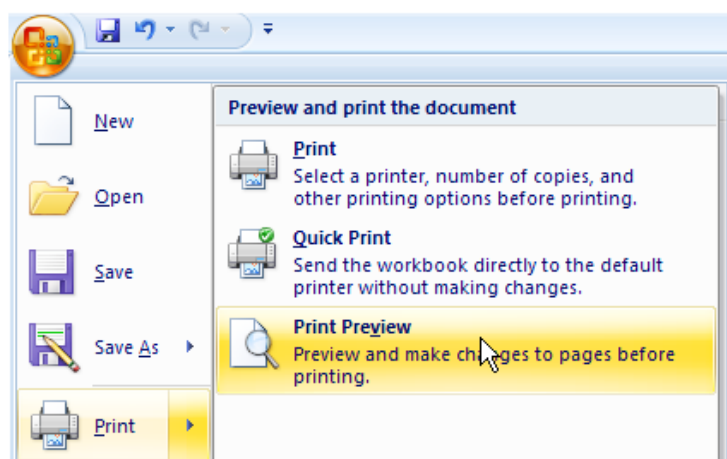 New
Open
Save
Save As
Print
Preview and print the document
Print
Select a printer, number of copies, and
other printing options before printing.
Quick Print
Send the workbook directly to the default
printer without making changes.
Print Preview
Preview and make changes to pages before
printing.